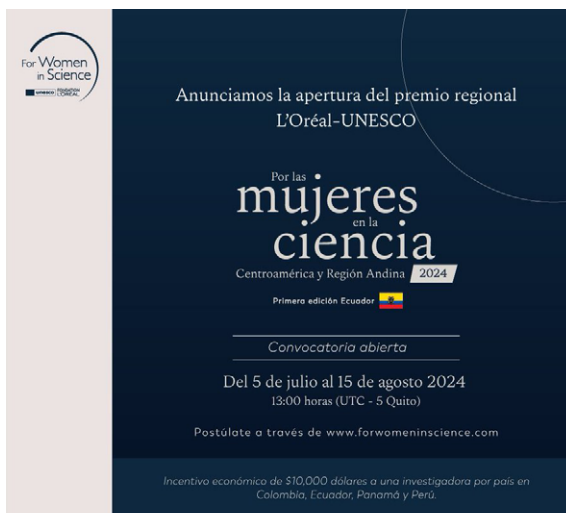 For Women
in Science
unesco
FONDATION
L'ORÉAL
Anunciamos la apertura del premio regional
L'Oréal-UNESCO
Por las
mujeres
en la
ciencia
Centroamérica y Región Andina 2024
Primera edición Ecuador
Convocatoria abierta
Del 5 de julio al 15 de agosto 2024
13:00 horas (UTC - 5 Quito)
Postúlate a través de www.forwomeninscience.com
Incentivo económico de $10,000 dólares a una investigadora por país en
Colombia, Ecuador, Panamá y Perú.